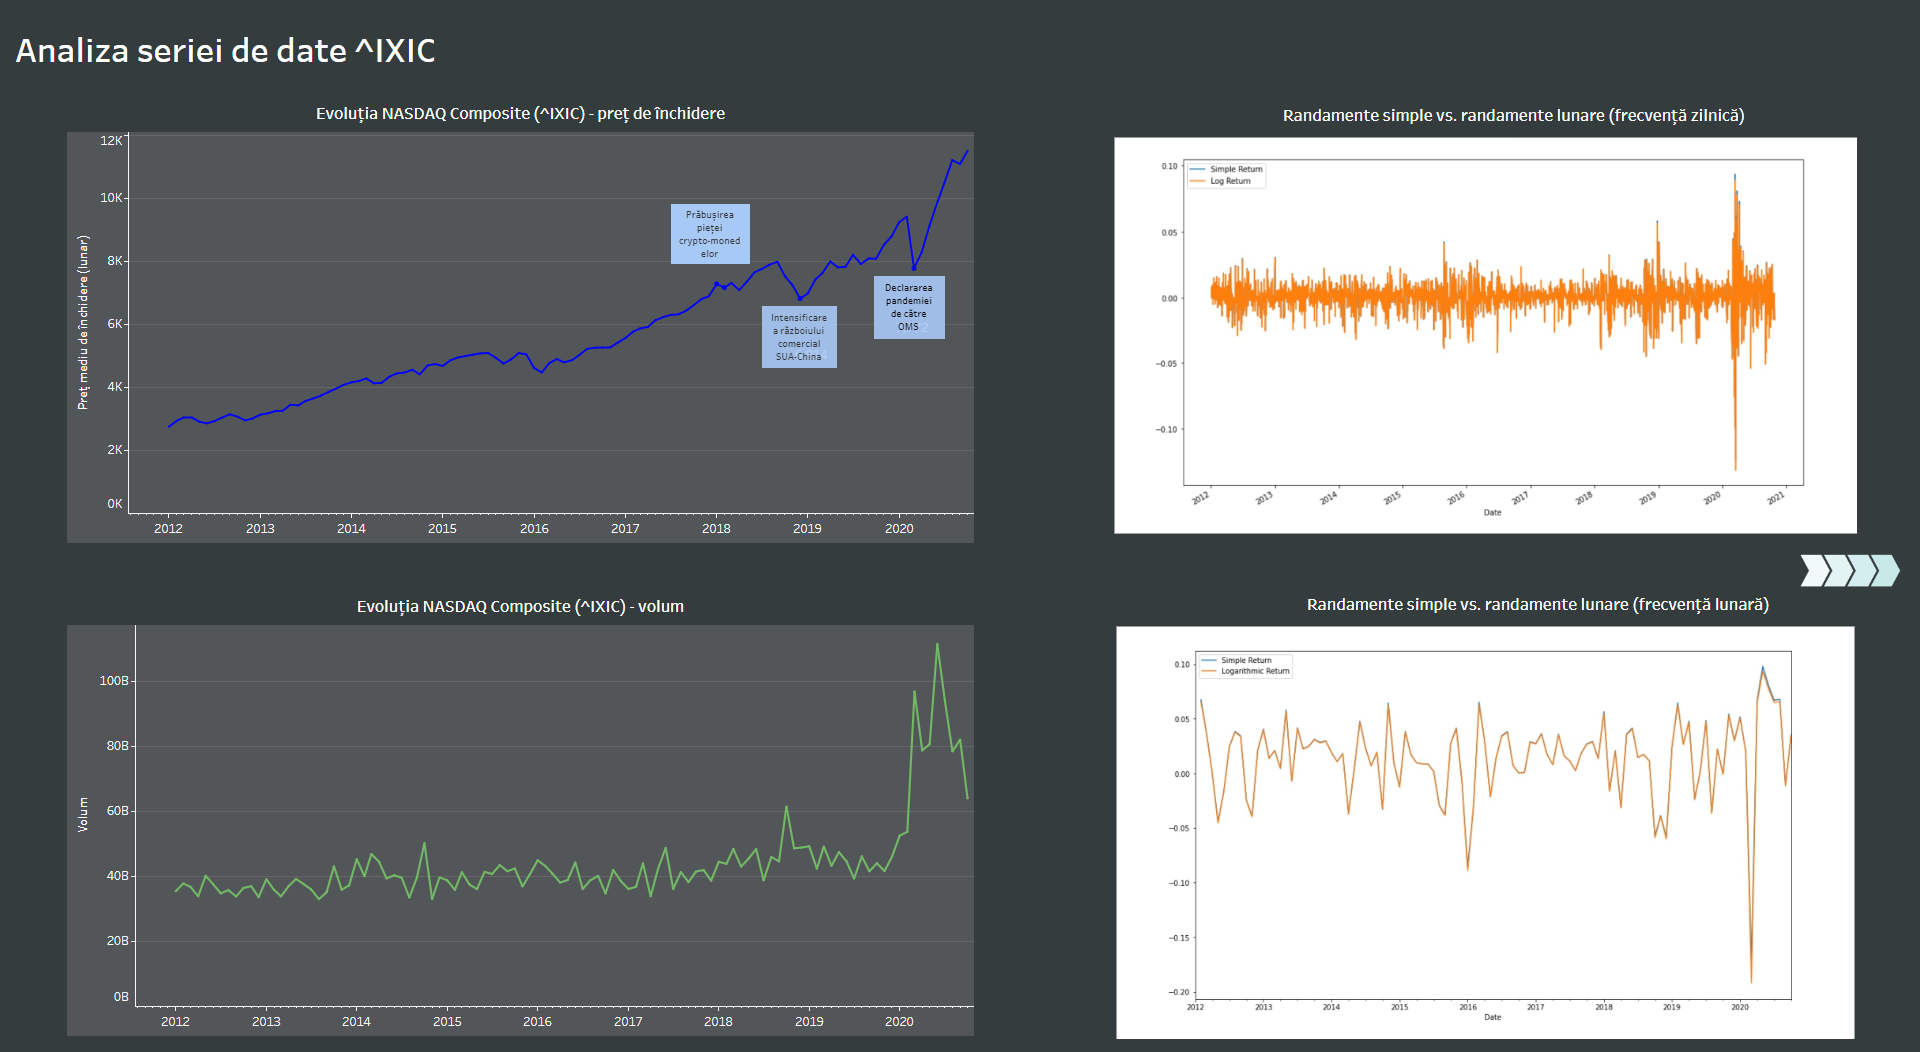 Analiza seriei de date ^IXIC
Evoluția NASDAQ Composite (^IXIC) - preț de închidere
Preț mediu de închidere (lunar)
12K
10K
8K
6K
4K
2K
0K
Prăbușirea
pieței
crypto-moned
elor
Intensificare
a războiului
comercial
SUA-China
Declararea
pandemiei
de către
OMS
2012 2013 2014 2015 2016 2017 2018 2019 2020
Randamente simple vs. randamente lunare (frecvență zilnică)
Simple Return
Log Return
0.10
0.05
0.00
−0.05
−0.10
2012 2013 2014 2015 2016 2017 2018 2019 2020 2021
Date
Evoluția NASDAQ Composite (^IXIC) - volum
Volum
100B
80B
60B
40B
20B
0B
2012 2013 2014 2015 2016 2017 2018 2019 2020
Randamente simple vs. randamente lunare (frecvență lunară)
Simple Return
Logarithmic Return
0.10
0.05
0.00
−0.05
−0.10
−0.15
−0.20
2012 2013 2014 2015 2016 2017 2018 2019 2020
Date